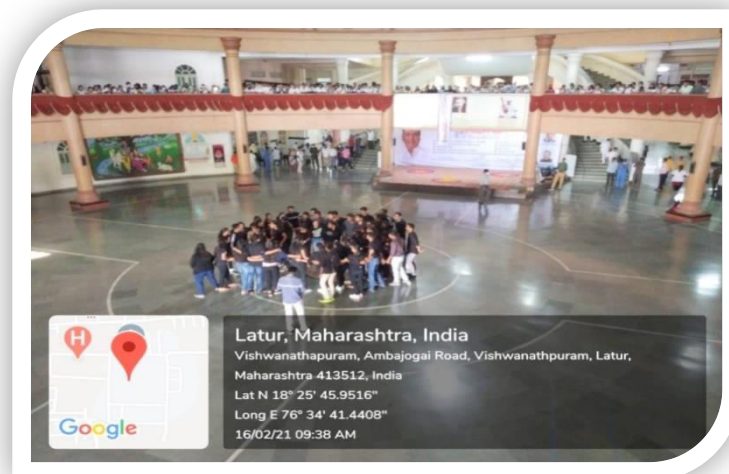 H
Google
Latur, Maharashtra, India
Vishwanathapuram, Ambajogai Road, Vishwanathpuram, Latur,
Maharashtra 413512, India
Lat N 18° 25' 45.9516"
Long E 76° 34' 41.4408"
16/02/21 09:38 AM